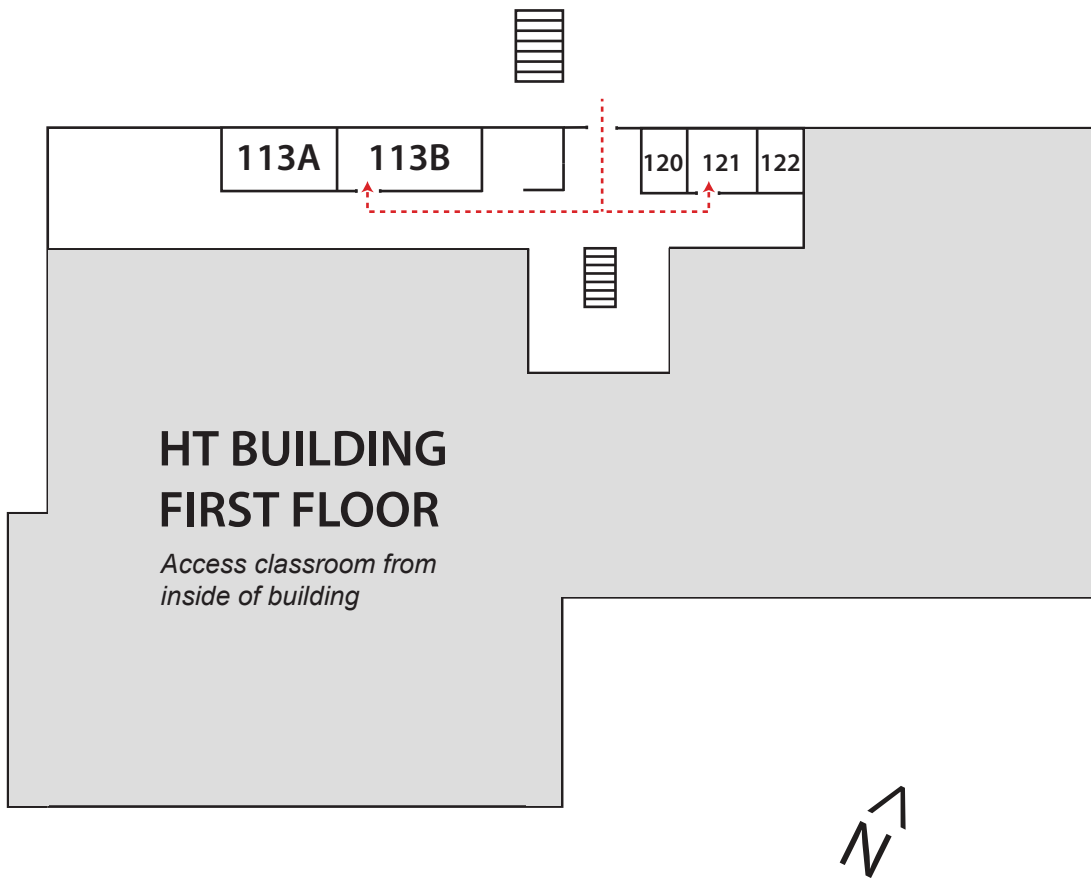 113A 113B 120 121 122
HT BUILDING
FIRST FLOOR
Access classroom from
inside of building
N